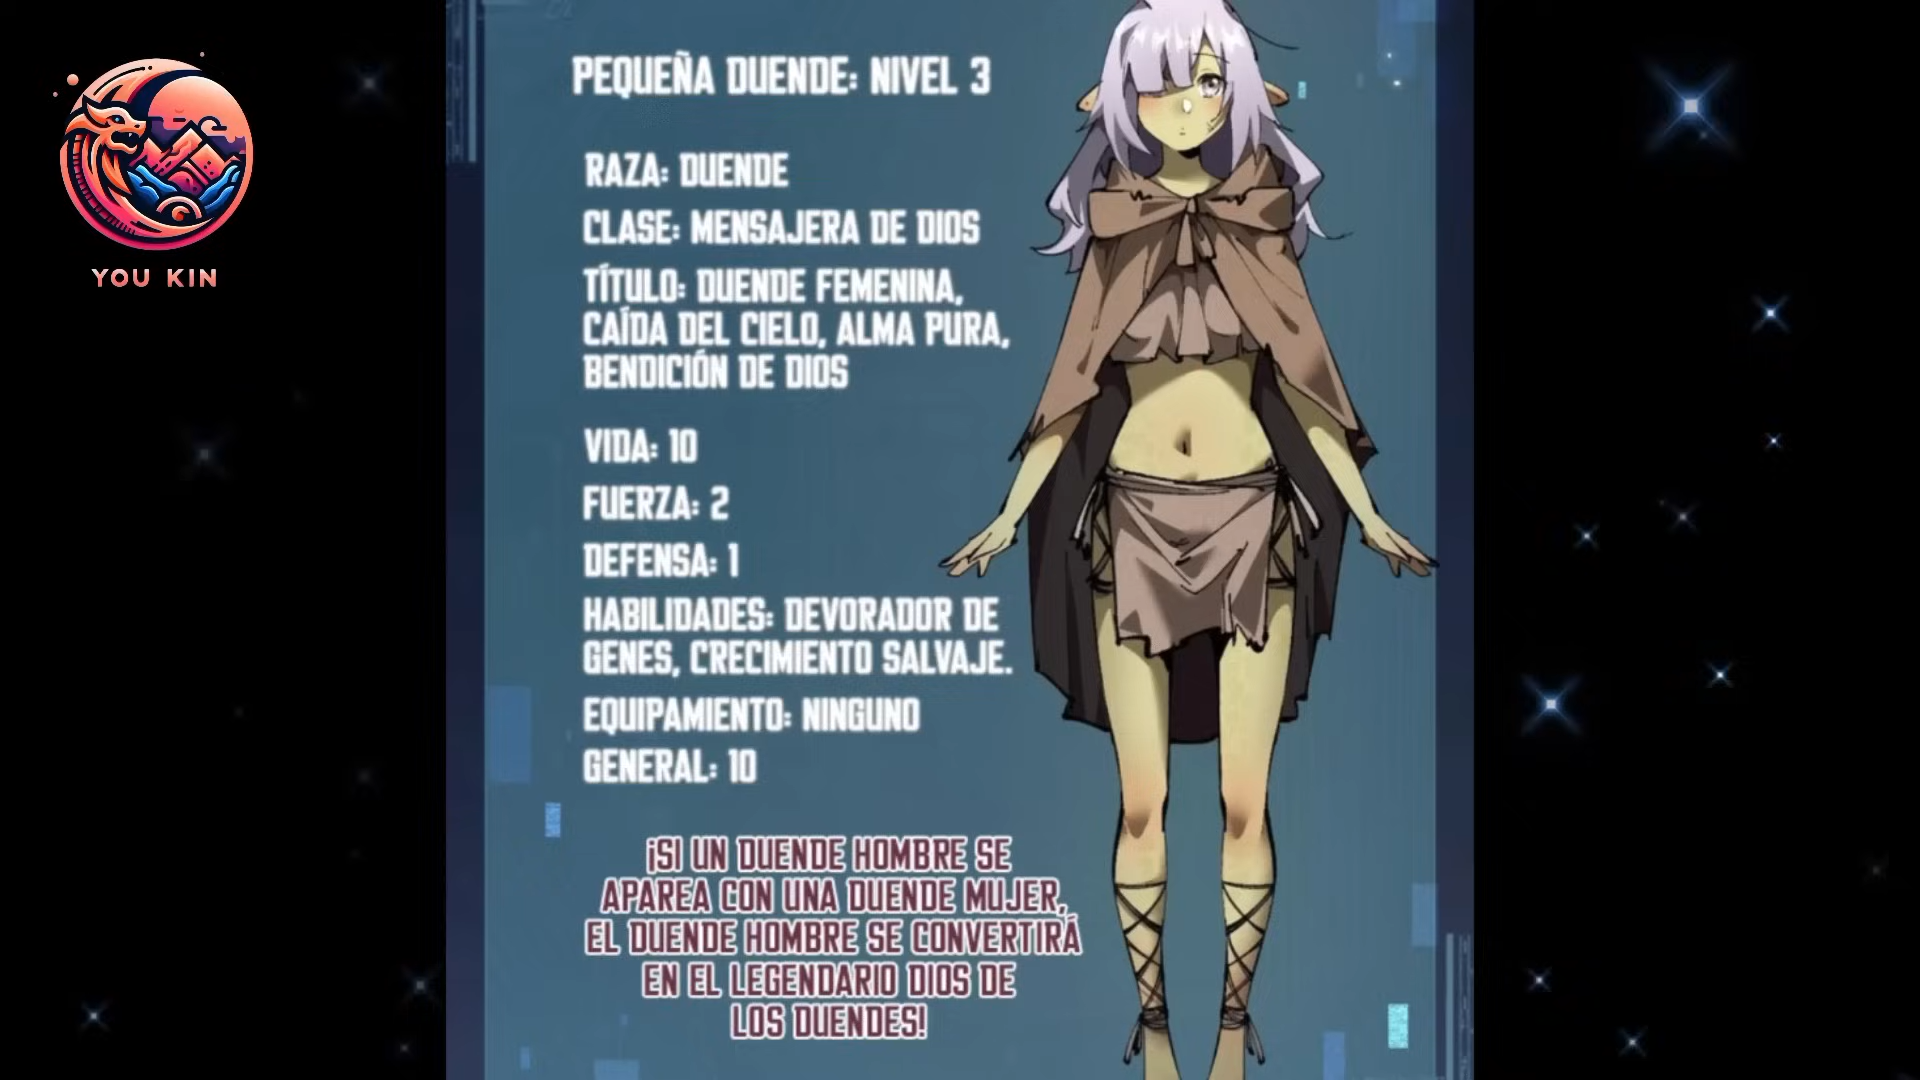 YOU KIN
PEQUEÑA DUENDE: NIVEL 3
RAZA: DUENDE
CLASE: MENSAJERA DE DIOS
TÍTULO: DUENDE FEMENINA,
CAÍDA DEL CIELO, ALMA PURA,
BENDICIÓN DE DIOS
VIDA: 10
FUERZA: 2
DEFENSA: 1
HABILIDADES: DEVORADOR DE
GENES, CRECIMIENTO SALVAJE.
EQUIPAMIENTO: NINGUNO
GENERAL: 10
¡SI UN DUENDE HOMBRE SE
APAREA CON UNA DUENDE MUJER,
EL DUENDE HOMBRE SE CONVERTIRÁ
EN EL LEGENDARIO DIOS DE
LOS DUENDES!